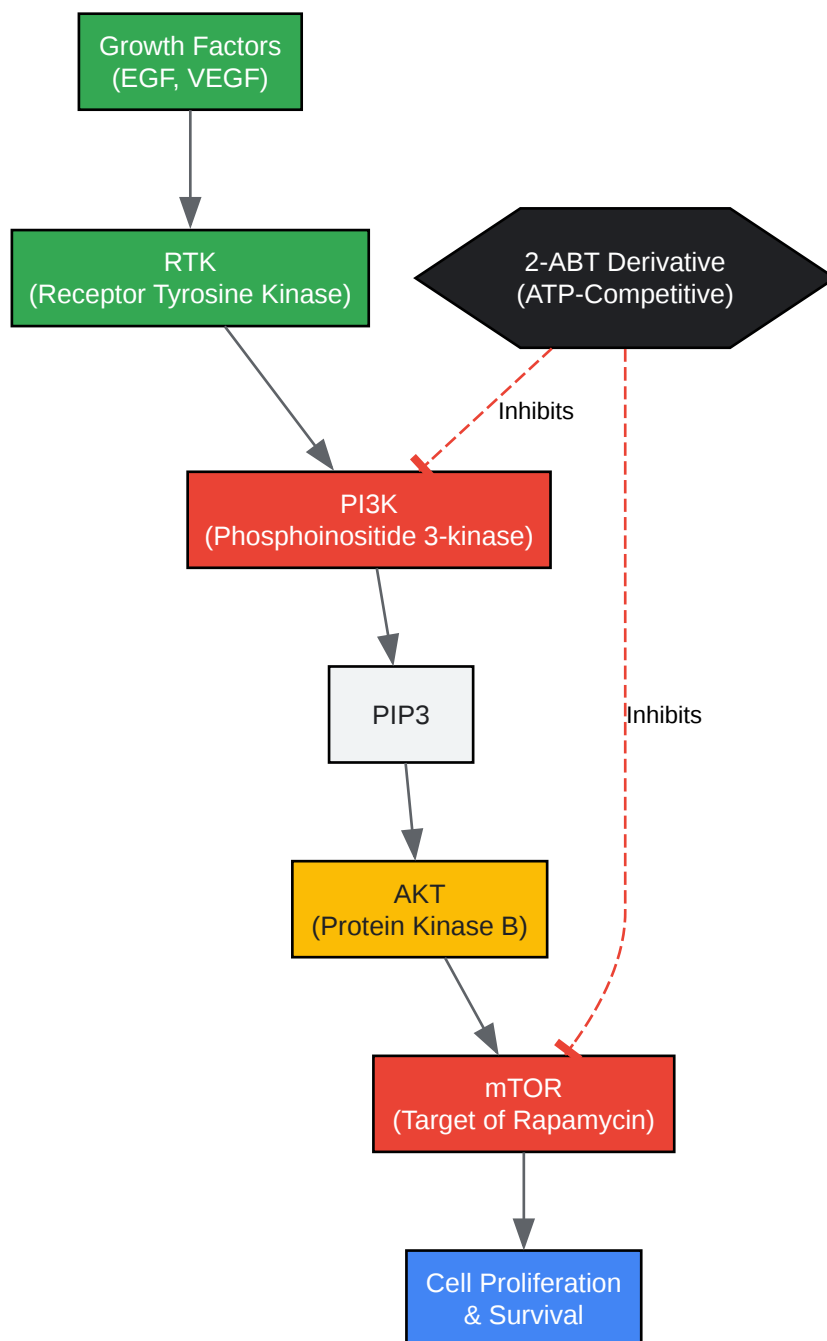 Growth Factors
(EGF, VEGF)
RTK
(Receptor Tyrosine Kinase)
2-ABT Derivative
(ATP-Competitive)
Inhibits
PI3K
(Phosphoinositide 3-kinase)
PIP3
Inhibits
AKT
(Protein Kinase B)
mTOR
(Target of Rapamycin)
Cell Proliferation
& Survival